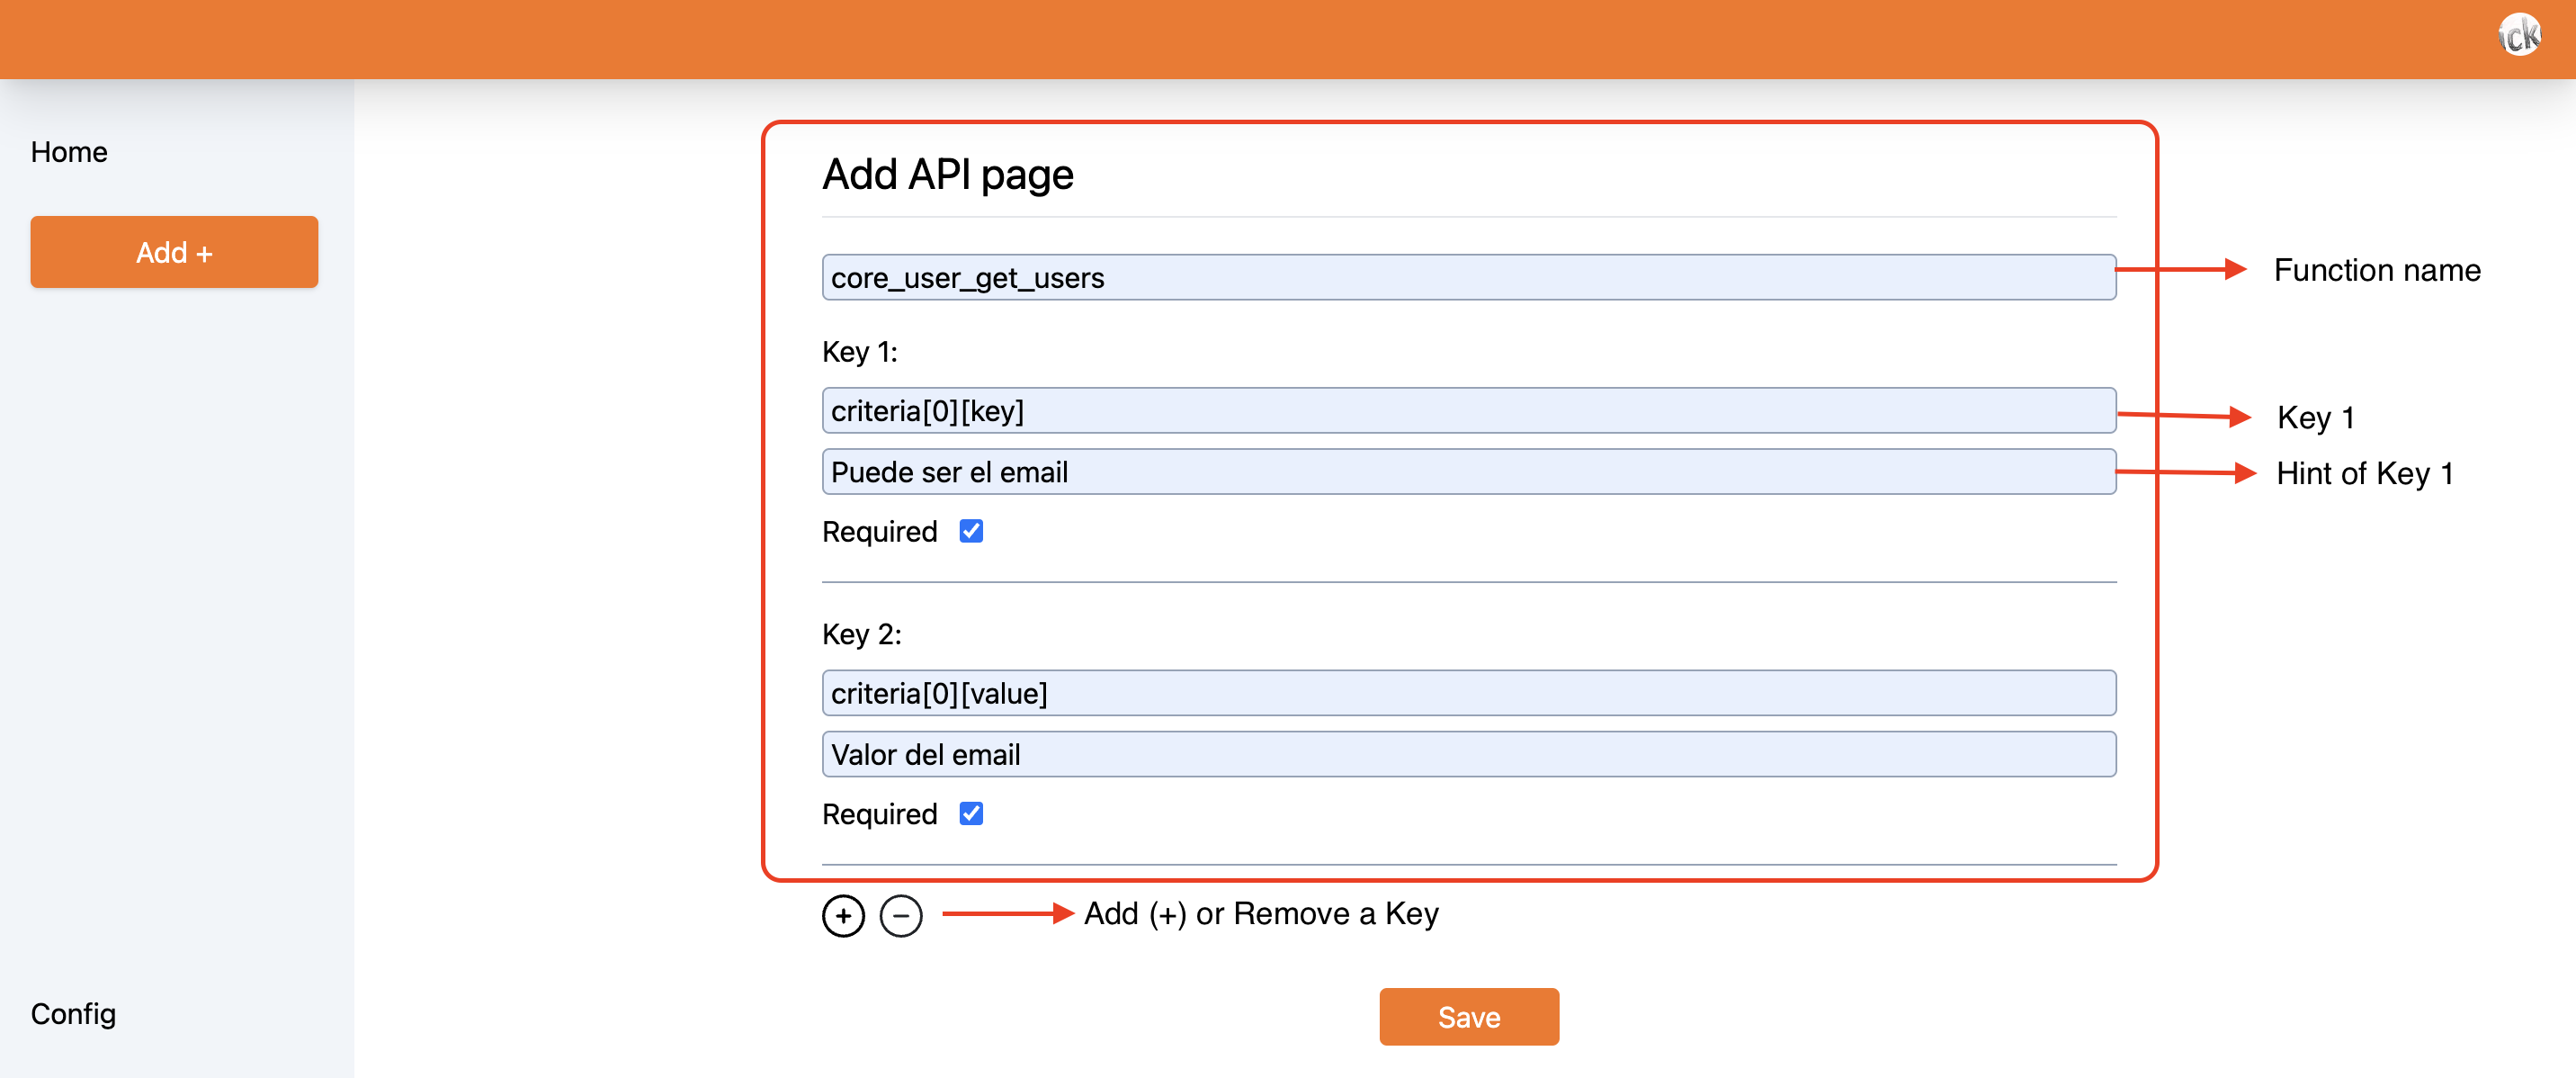 ick
Home
Add +
Config
Add API page
core_user_get_users
Function name
Key 1:
criteria[0][key]
Key 1
Puede ser el email
Hint of Key 1
Required
Key 2:
criteria[0][value]
Valor del email
Required
Add (+) or Remove a Key
Save